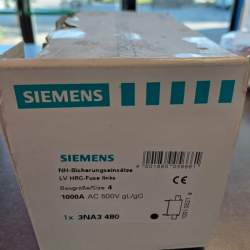 SIEMENS
SIEMENS
SIEMENS
NH-Sicherungseinsätze
LV HRC-Fuse links
Baugröße/Size 4
1000A AC 500V gL/gG
1x 3NA3 480